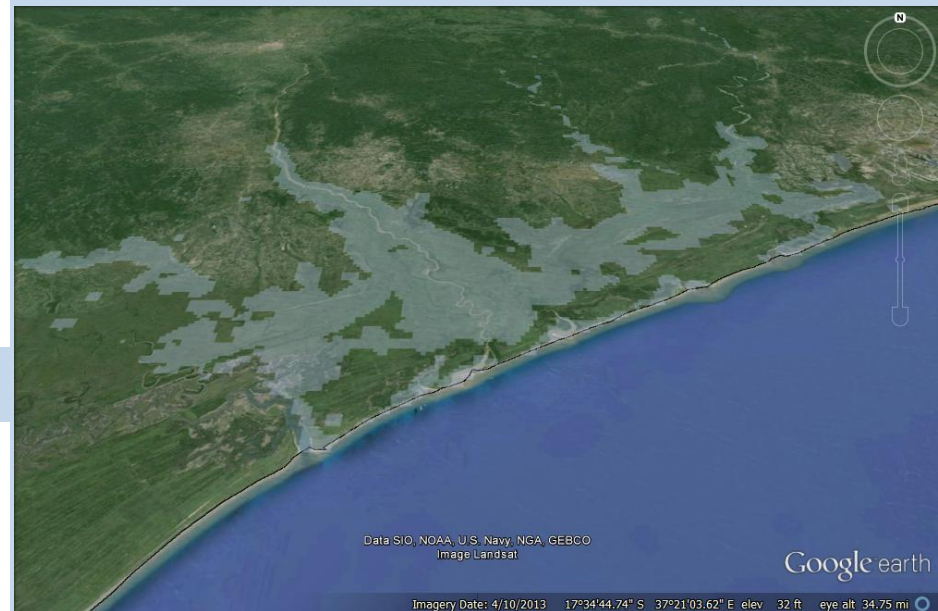 N
Data SIO, NOAA, U.S. Navy, NGA, GEBCO
Image Landsat
Google earth
Imagery Date: 4/10/2013 17°34'44.74" S 37°21'03.62" E elev 32 ft eye alt 34.75 mi